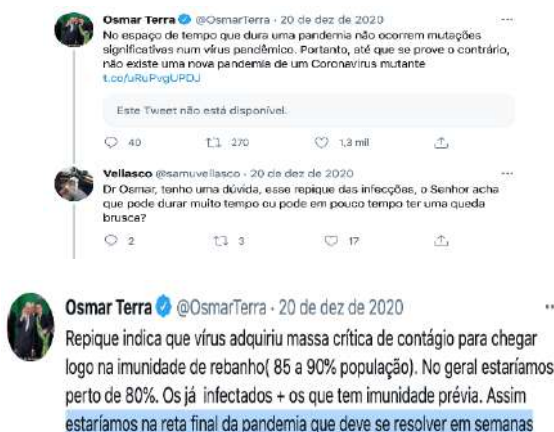 Osmar Terra @OsmarTerra · 20 de dez de 2020
No espaço de tempo que dura uma pandemia não ocorrem mutações
significativas num vírus pandêmico. Portanto, até que se prove o contrário,
não existe uma nova pandemia de um Coronavirus mutante
t.co/uRuPvgUPDJ
Este Tweet não está disponível.
40 270 1,3 mil
Vellasco @samuvellasco · 20 de dez de 2020
Dr Osmar, tenho uma dúvida, esse repique das infecções, o Senhor acha
que pode durar muito tempo ou pode em pouco tempo ter uma queda
brusca?
2 3 17
Osmar Terra @OsmarTerra · 20 de dez de 2020
Repique indica que vírus adquiriu massa crítica de contágio para chegar
logo na imunidade de rebanho( 85 a 90% população). No geral estaríamos
perto de 80%. Os já infectados + os que tem imunidade prévia. Assim
estaríamos na reta final da pandemia que deve se resolver em semanas